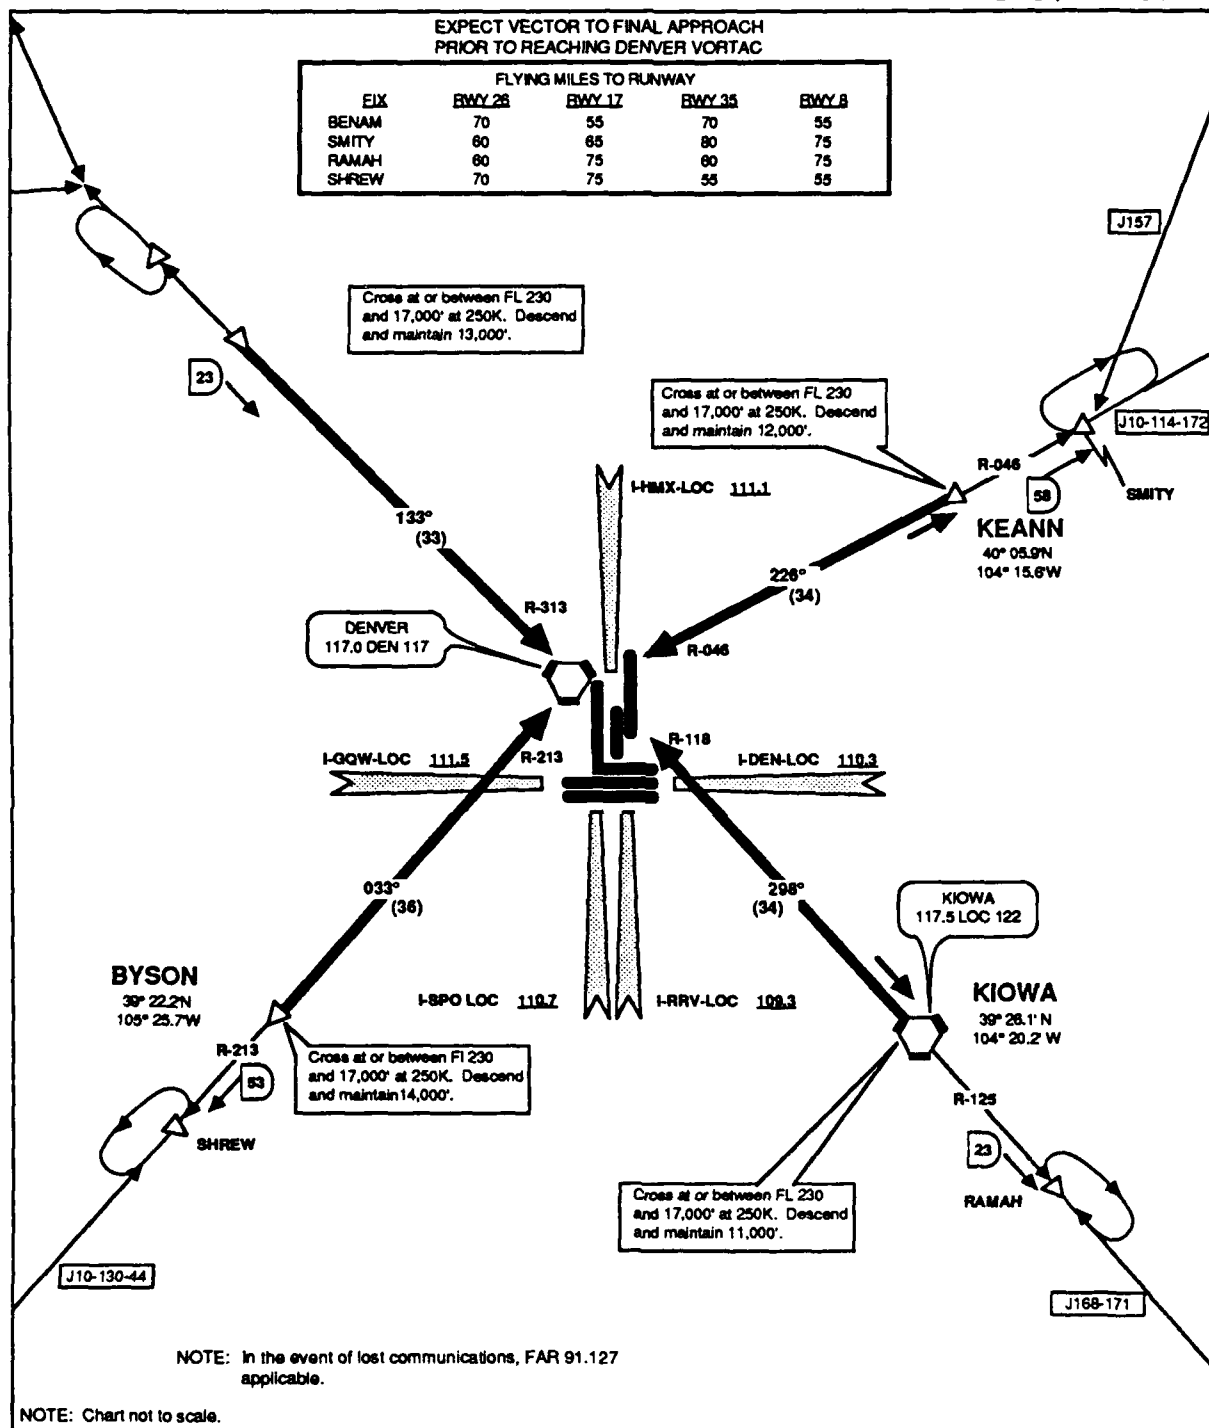 EXPECT VECTOR TO FINAL APPROACH
PRIOR TO REACHING DENVER VORTAC
FLYING MILES TO RUNWAY
FIX RWY 26 RWY 17 RWY 35 RWY 8
BENAM 70 55 70 55
SMITY 60 65 80 75
RAMAH 60 75 60 75
SHREW 70 75 55 55
J157
Cross at or between FL 230
and 17,000' at 250K. Descend
and maintain 13,000'.
23
Cross at or between FL 230
and 17,000' at 250K. Descend
and maintain 12,000'.
J10-114-172
R-046
58
SMITY
I-HMX-LOC 111.1
KEANN
40° 05.9'N
104° 15.6'W
133°
(33)
226°
(34)
R-313
DENVER
117.0 DEN 117
R-046
R-118
R-213
I-GQW-LOC 111.5
I-DEN-LOC 110.3
033°
(36)
298°
(34)
KIOWA
117.5 LOC 122
BYSON
39° 22.2'N
105° 25.7'W
I-SPO LOC 110.7
I-RRV-LOC 109.3
KIOWA
39° 26.1' N
104° 20.2' W
R-213
53
Cross at or between Fl 230
and 17,000' at 250K. Descend
and maintain14,000'.
SHREW
R-125
23
RAMAH
Cross at or between FL 230
and 17,000' at 250K. Descend
and maintain 11,000'.
J10-130-44
J168-171
NOTE: In the event of lost communications, FAR 91.127
applicable.
NOTE: Chart not to scale.